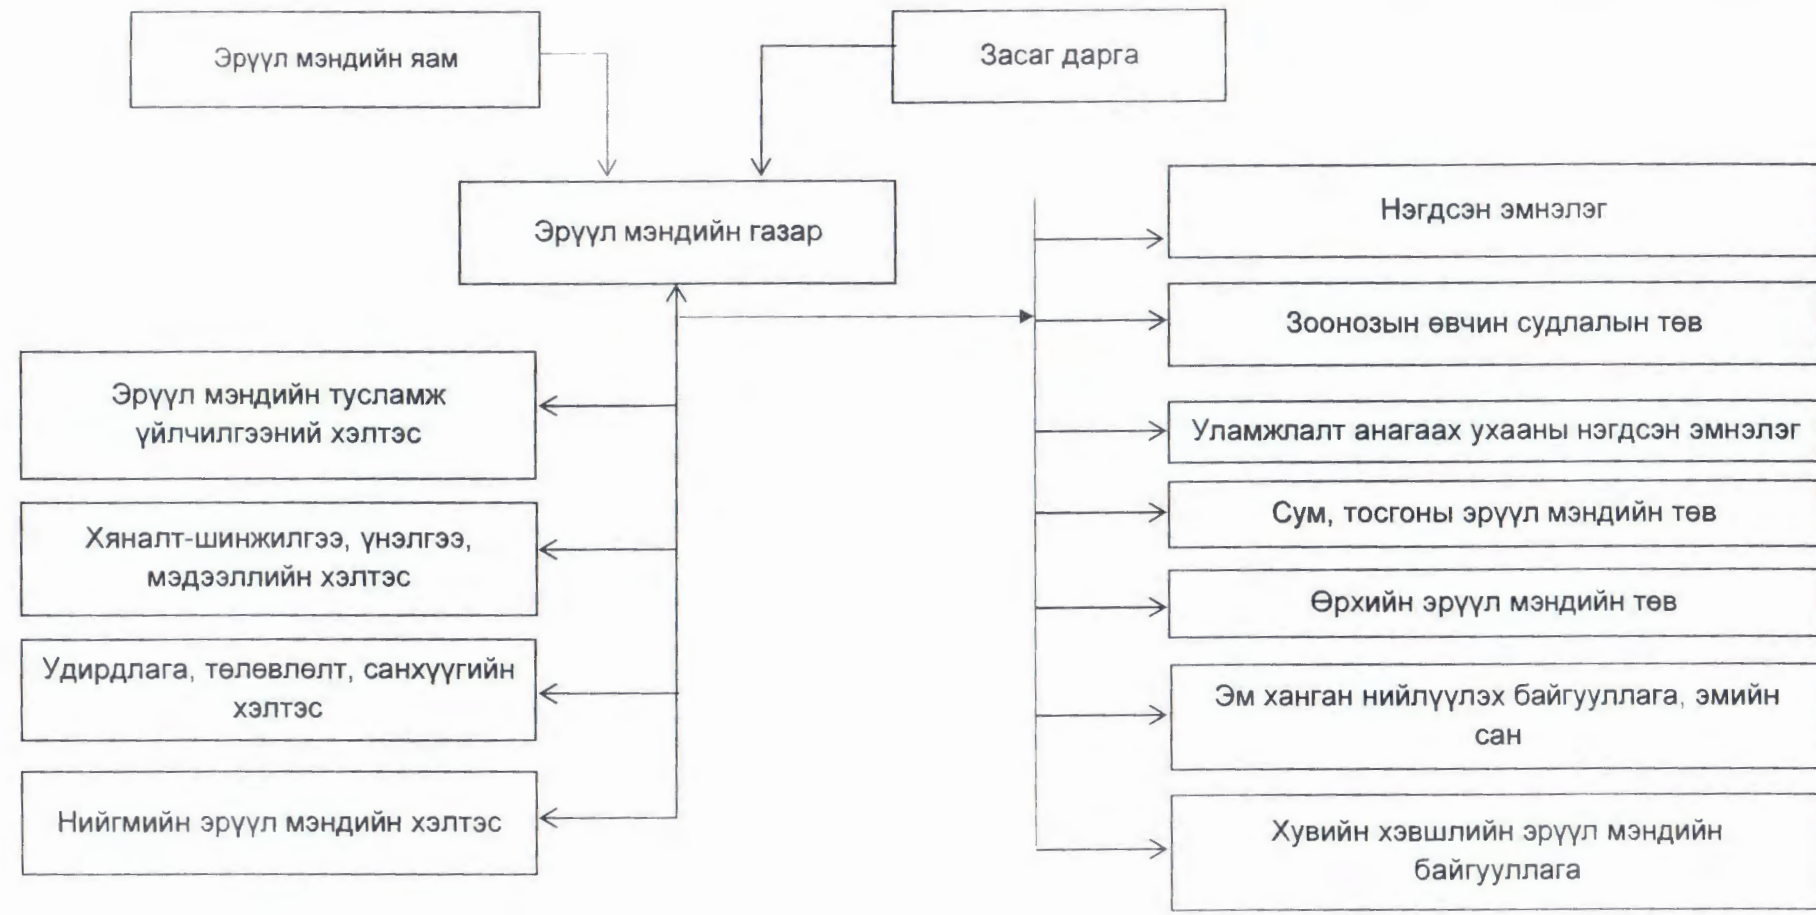 Эрүүл мэндийн яам
Засаг дарга
Эрүүл мэндийн газар
Эрүүл мэндийн тусламж
үйлчилгээний хэлтэс
Хяналт-шинжилгээ, үнэлгээ,
мэдээллийн хэлтэс
Удирдлага, төлөвлөлт, санхүүгийн
хэлтэс
Нийгмийн эрүүл мэндийн хэлтэс
Нэгдсэн эмнэлэг
Зоонозын өвчин судлалын төв
Уламжлалт анагаах ухааны нэгдсэн эмнэлэг
Сум, тосгоны эрүүл мэндийн төв
Өрхийн эрүүл мэндийн төв
Эм ханган нийлүүлэх байгууллага, эмийн
сан
Хувийн хэвшлийн эрүүл мэндийн
байгууллага